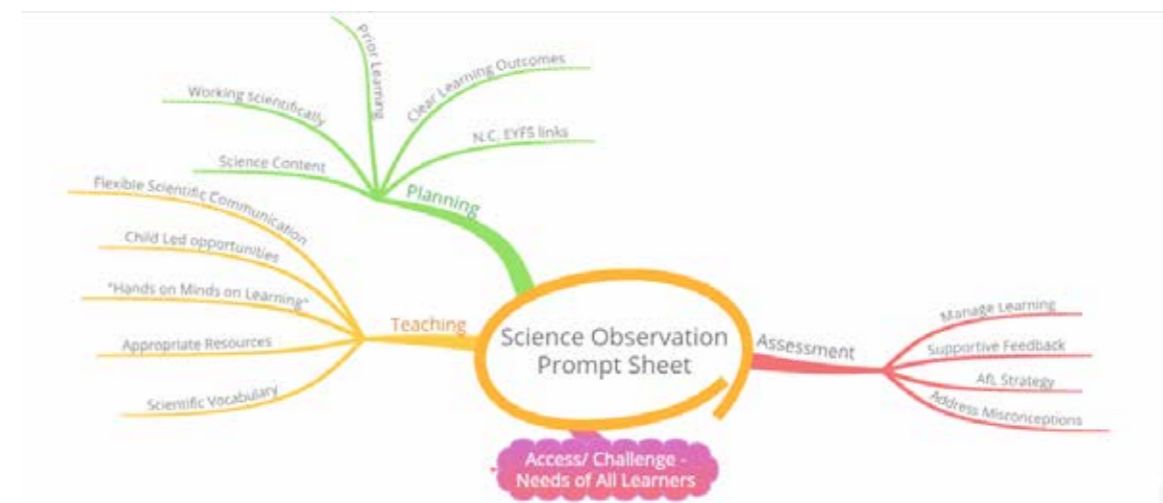 Prior Learning
Clear Learning Outcomes
Working scientifically
N.C. EYFS links
Science Content
Planning
Flexible Scientific Communication
Child Led opportunities
"Hands on Minds on Learning"
Appropriate Resources
Scientific Vocabulary
Teaching
Science Observation
Prompt Sheet
Assessment
Manage Learning
Supportive Feedback
AfL Strategy
Address Misconceptions
Access/ Challenge -
Needs of All Learners